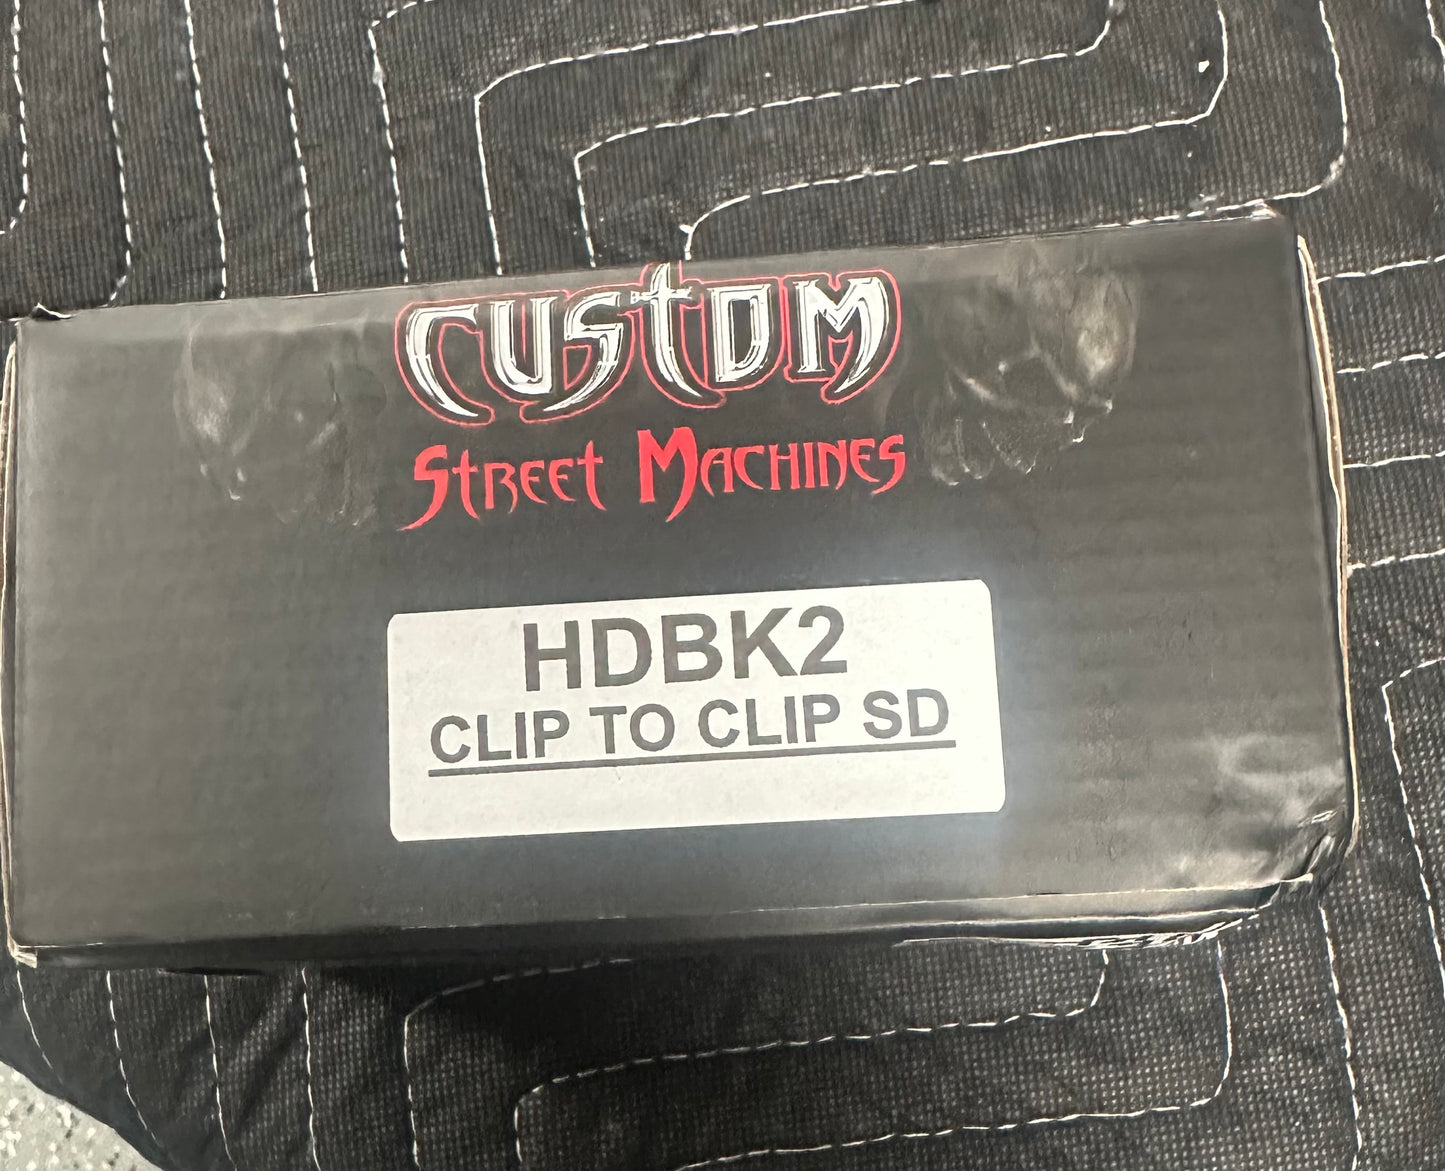 CUSTOM
STREET MACHINES
HDBK2
CLIP TO CLIP SD